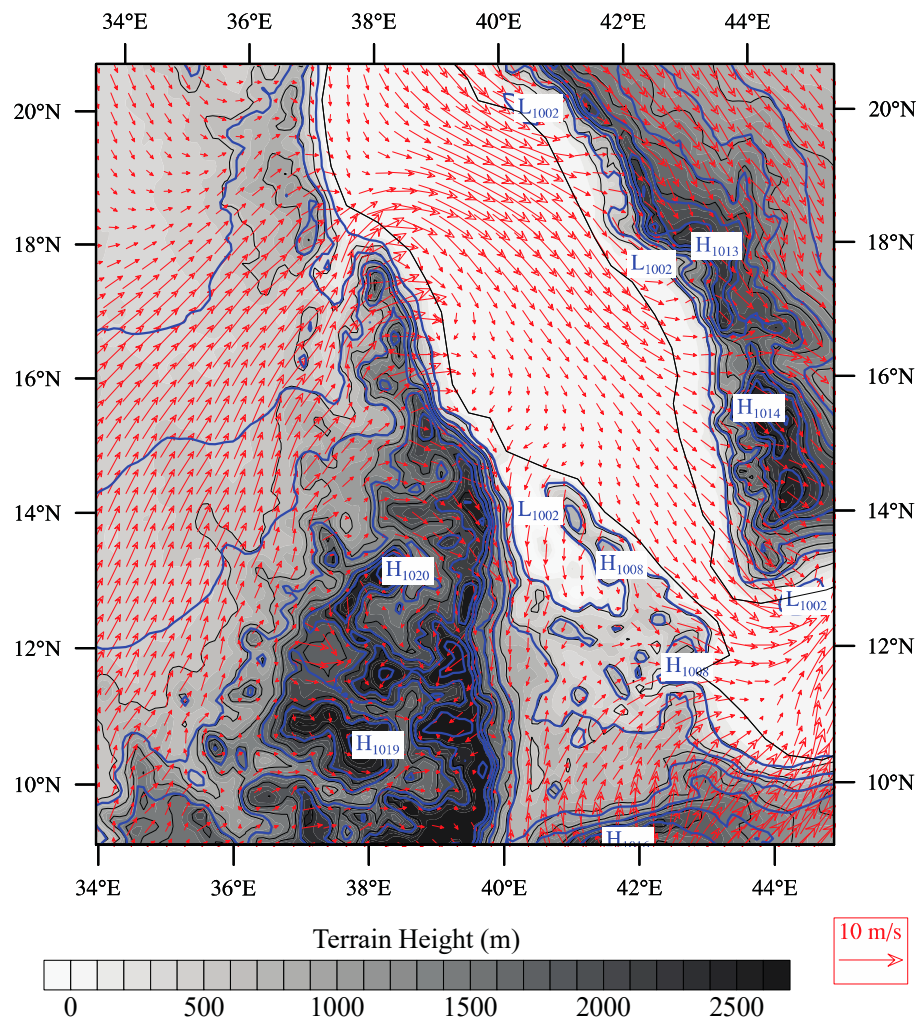 34°E 36°E 38°E 40°E 42°E 44°E
20°N 20°N
L1002
18°N 18°N
H1013
L1002
16°N 16°N
H1014
14°N 14°N
L1002
H1008
H1020
L1002
12°N 12°N
H1008
H1019
10°N 10°N
H
34°E 36°E 38°E 40°E 42°E 44°E
10 m/s
Terrain Height (m)
0 500 1000 1500 2000 2500